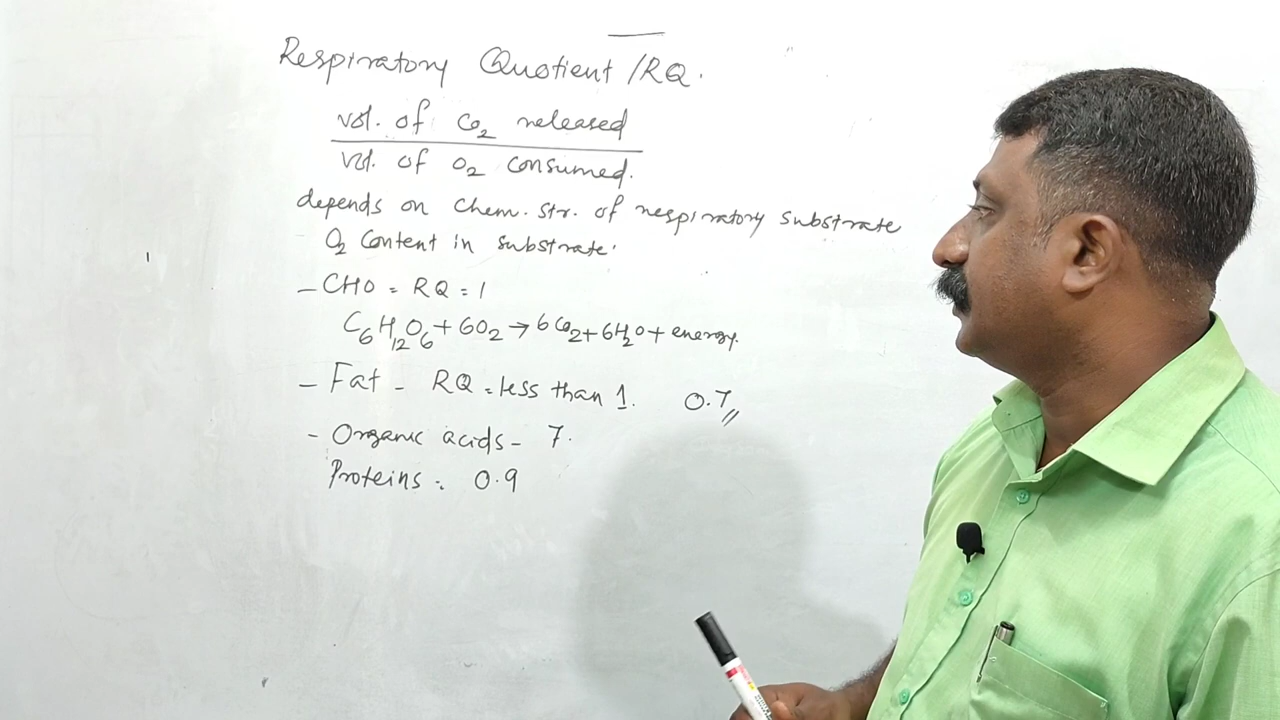 Respiratory Quotient /RQ.
vol. of CO2 released
vol. of O2 consumed.
depends on chem. str. of respiratory substrate
O2 content in substrate.
- CHO = RQ = 1
C6H12O6 + 6O2 → 6CO2 + 6H2O + energy.
- Fat - RQ = less than 1. 0.7//
- Organic acids - 7.
Proteins = 0.9